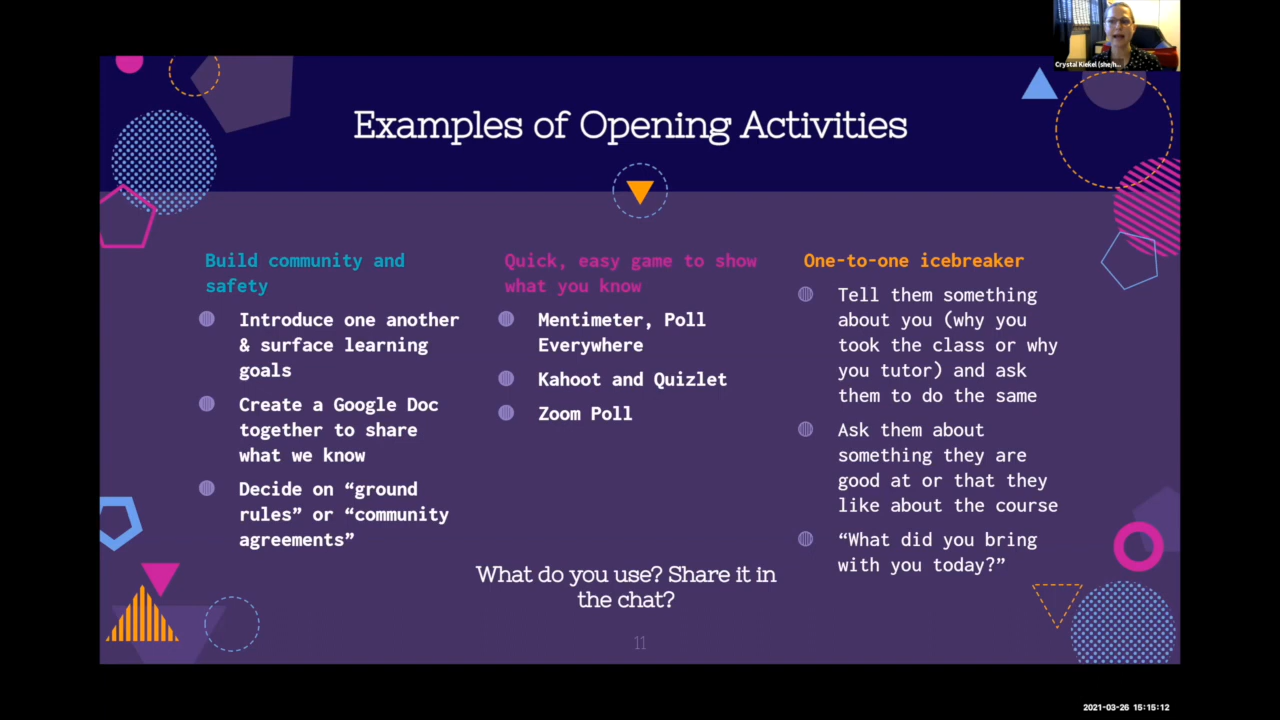 Crystal Kiekel (she/h...
Examples of Opening Activities
Build community and
safety
Introduce one another
& surface learning
goals
Create a Google Doc
together to share
what we know
Decide on “ground
rules” or “community
agreements”
Quick, easy game to show
what you know
Mentimeter, Poll
Everywhere
Kahoot and Quizlet
Zoom Poll
One-to-one icebreaker
Tell them something
about you (why you
took the class or why
you tutor) and ask
them to do the same
Ask them about
something they are
good at or that they
like about the course
“What did you bring
with you today?”
What do you use? Share it in
the chat?
11
2021-03-26 15:15:12